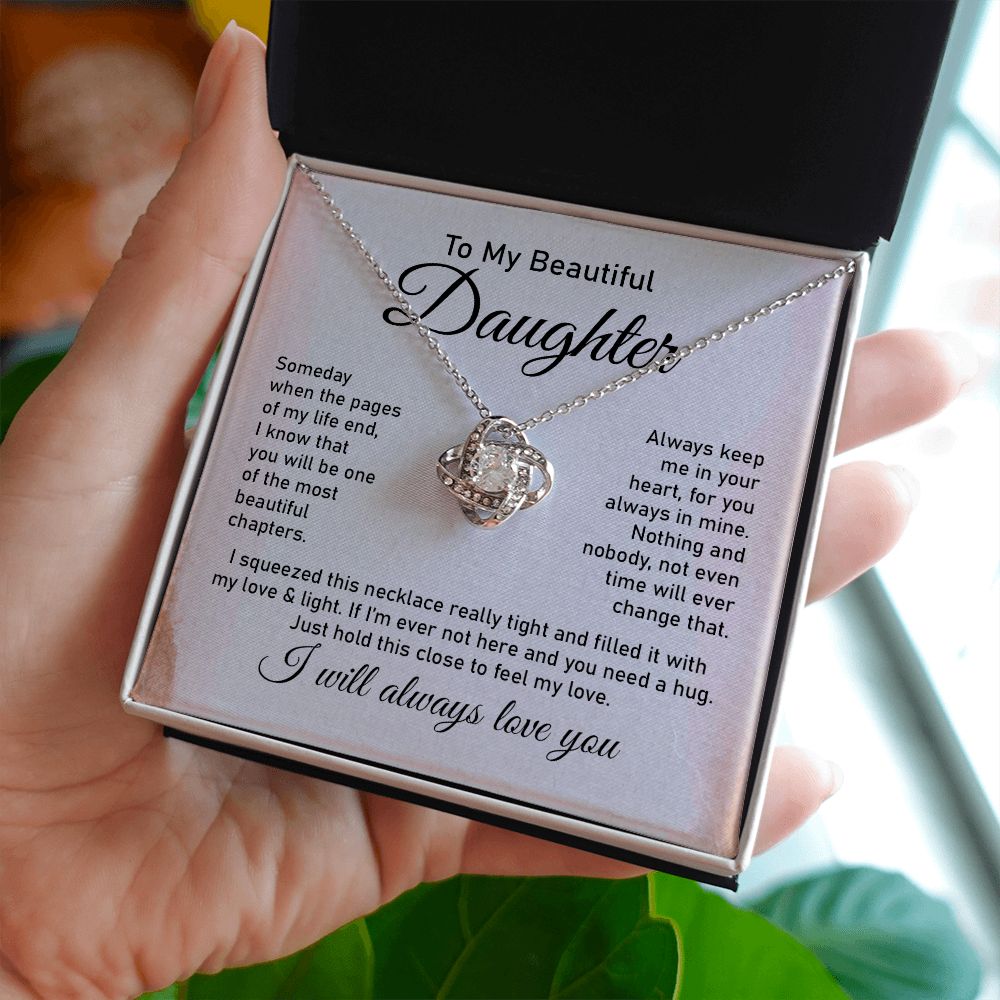 To My Beautiful
Daughter
Someday
when the pages
of my life end,
I know that
you will be one
of the most
beautiful
chapters.
Always keep
me in your
heart, for you
always in mine.
Nothing and
nobody, not even
time will ever
change that.
I squeezed this necklace really tight and filled it with
my love & light. If I'm ever not here and you need a hug.
Just hold this close to feel my love.
I will always love you